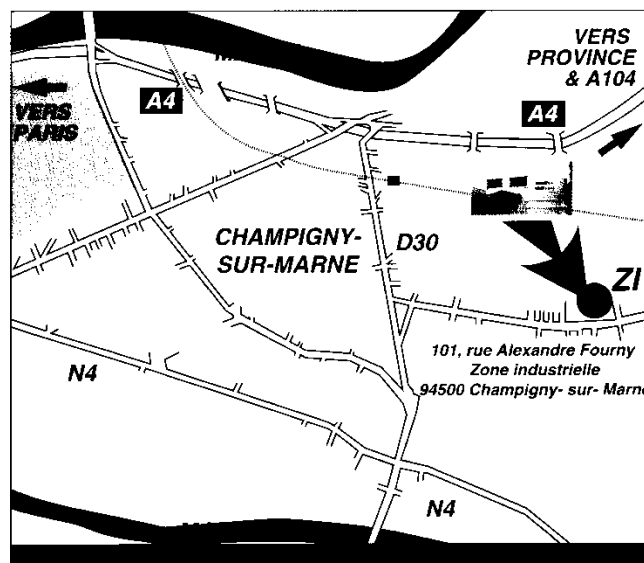 VERS
PROVINCE
& A104
A4
A4
VERS
PARIS
CHAMPIGNY-
SUR-MARNE
D30
ZI
101, rue Alexandre Fourny
Zone industrielle
94500 Champigny- sur- Marne
N4
N4